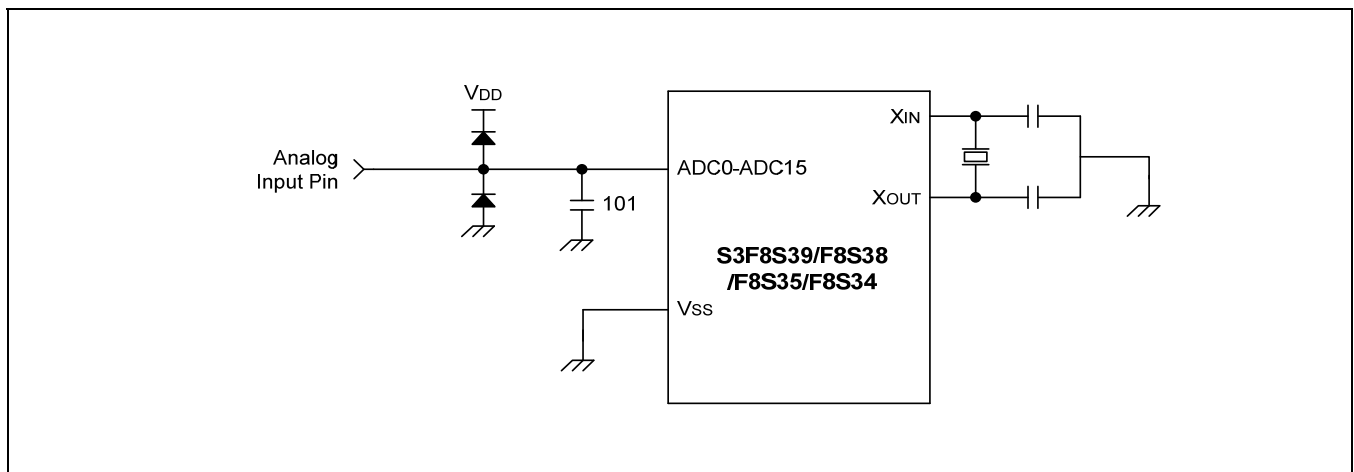 VDD
Analog
Input Pin
101
ADC0-ADC15
XIN
XOUT
S3F8S39/F8S38
/F8S35/F8S34
VSS